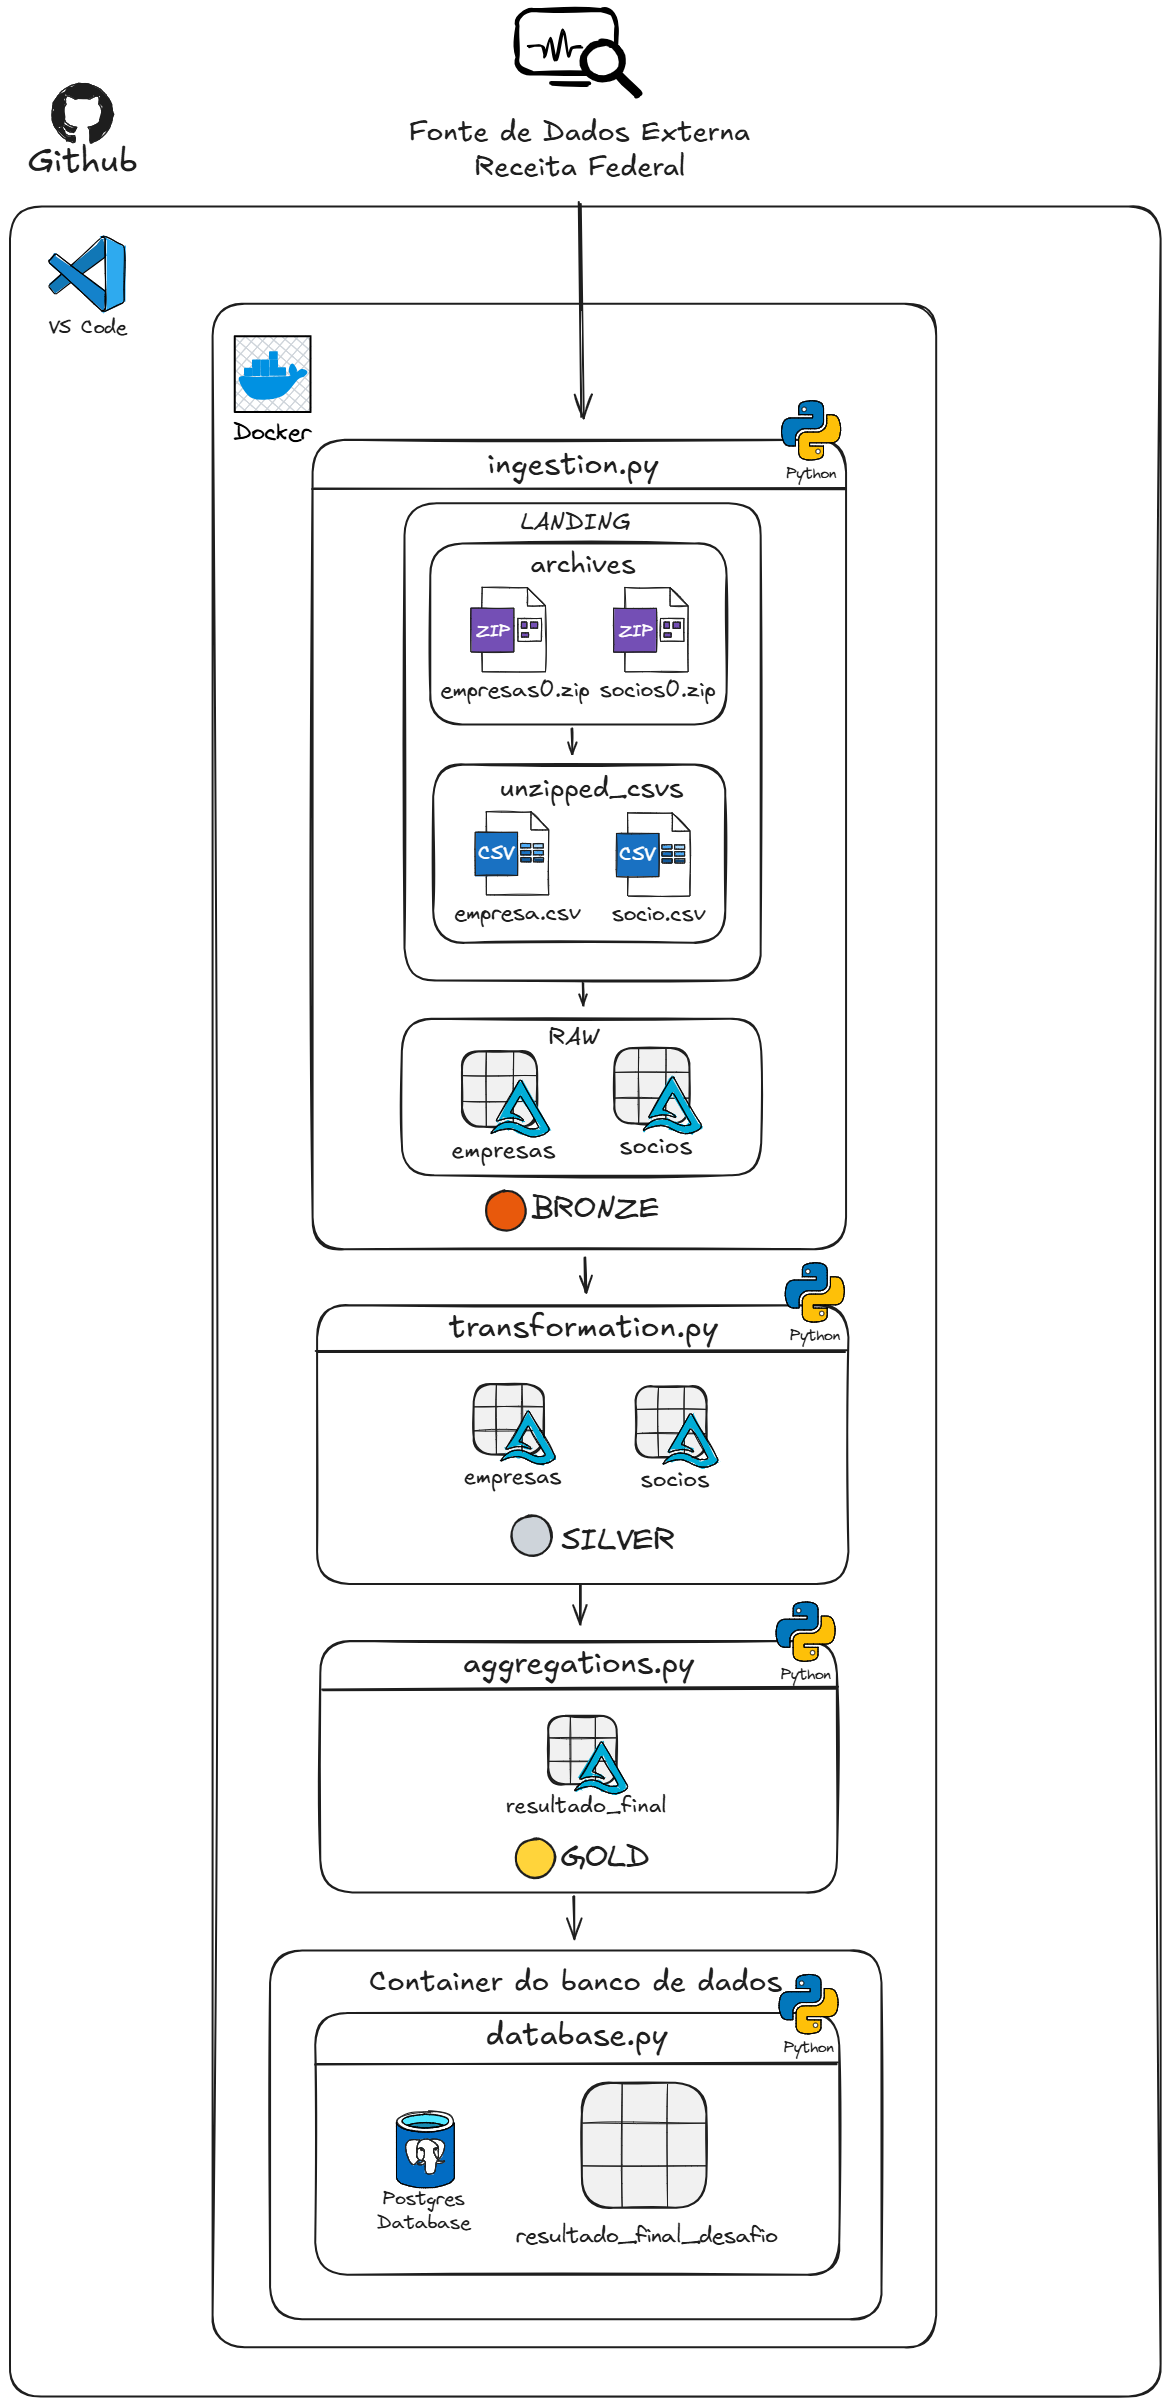 Github
Fonte de Dados Externa
Receita Federal
VS Code
Docker
Python
ingestion.py
LANDING
archives
ZIP ZIP
empresas0.zip socios0.zip
unzipped_csvs
CSV CSV
empresa.csv socio.csv
RAW
empresas socios
BRONZE
Python
transformation.py
empresas socios
SILVER
Python
aggregations.py
resultado_final
GOLD
Container do banco de dados
Python
database.py
Postgres
Database
resultado_final_desafio